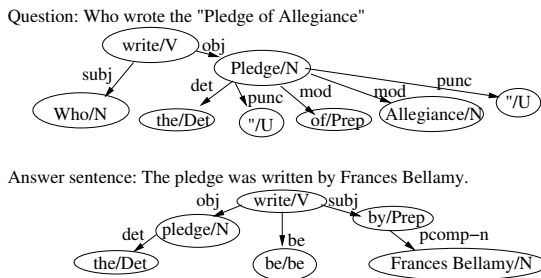 Question: Who wrote the "Pledge of Allegiance"
write/V
obj
subj
Pledge/N
punc
det
punc
mod
mod
Who/N
the/Det
"/U
of/Prep
Allegiance/N
"/U
Answer sentence: The pledge was written by Frances Bellamy.
obj
write/V
subj
pledge/N
by/Prep
det
be
pcomp−n
the/Det
be/be
Frances Bellamy/N